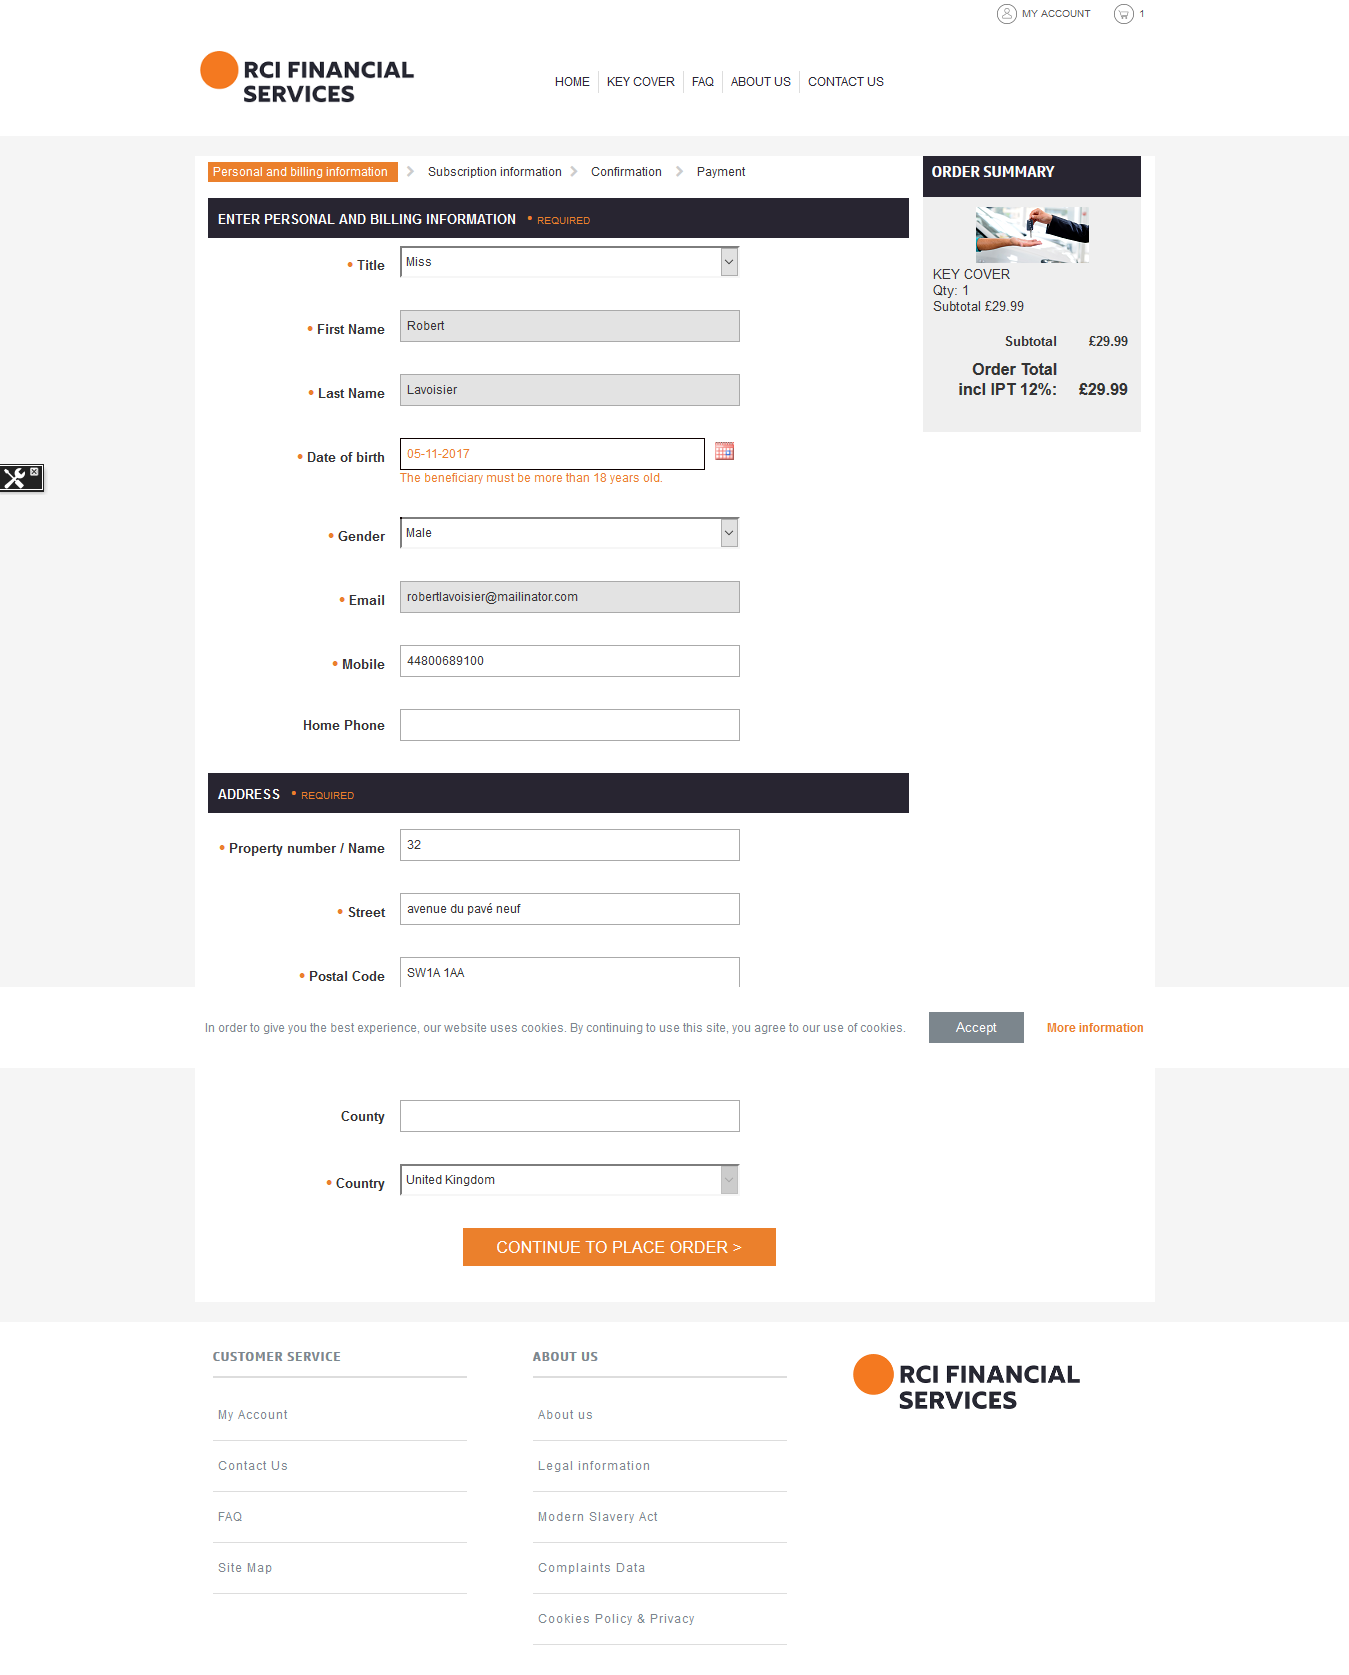 MY ACCOUNT 1
RCI FINANCIAL
SERVICES
HOME KEY COVER FAQ ABOUT US CONTACT US
Personal and billing information Subscription information Confirmation Payment
ENTER PERSONAL AND BILLING INFORMATION • REQUIRED
• Title Miss
• First Name Robert
• Last Name Lavoisier
• Date of birth 05-11-2017
The beneficiary must be more than 18 years old.
• Gender Male
• Email robertlavoisier@mailinator.com
• Mobile 44800689100
Home Phone
ORDER SUMMARY
KEY COVER
Qty: 1
Subtotal £29.99
Subtotal £29.99
Order Total
incl IPT 12%: £29.99
ADDRESS • REQUIRED
• Property number / Name 32
• Street avenue du pavé neuf
• Postal Code SW1A 1AA
In order to give you the best experience, our website uses cookies. By continuing to use this site, you agree to our use of cookies. Accept More information
County
• Country United Kingdom
CONTINUE TO PLACE ORDER >
CUSTOMER SERVICE
My Account
Contact Us
FAQ
Site Map
ABOUT US
About us
Legal information
Modern Slavery Act
Complaints Data
Cookies Policy & Privacy
RCI FINANCIAL
SERVICES